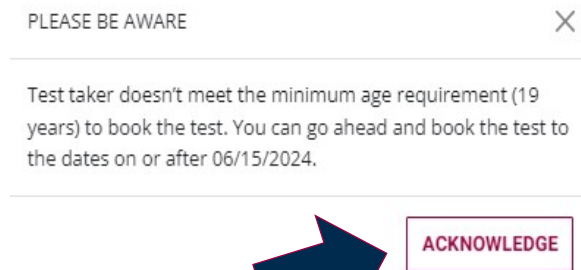 PLEASE BE AWARE
Test taker doesn't meet the minimum age requirement (19
years) to book the test. You can go ahead and book the test to
the dates on or after 06/15/2024.
ACKNOWLEDGE